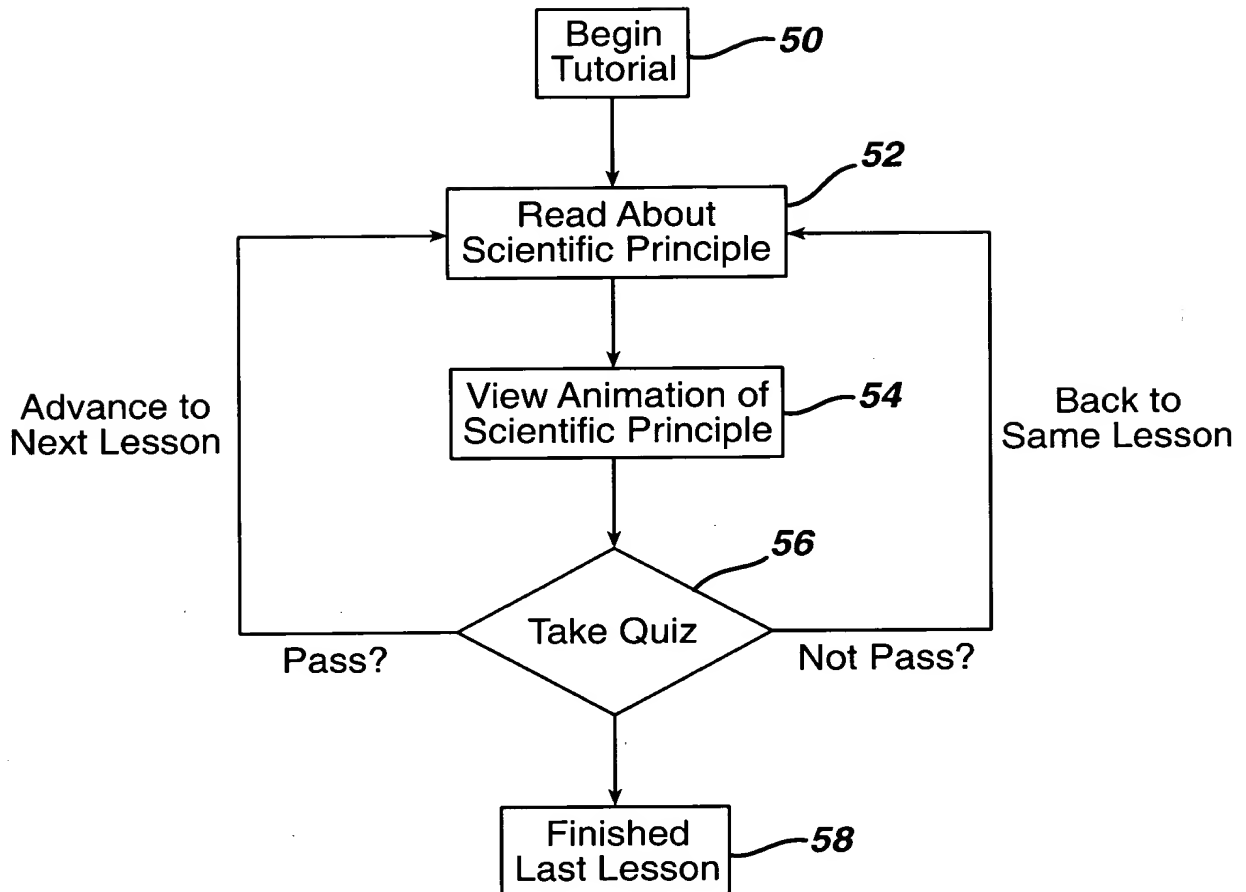 Begin
Tutorial
50
52
Read About
Scientific Principle
View Animation of
Scientific Principle
54
Advance to
Next Lesson
Back to
Same Lesson
56
Take Quiz
Pass?
Not Pass?
Finished
Last Lesson
58